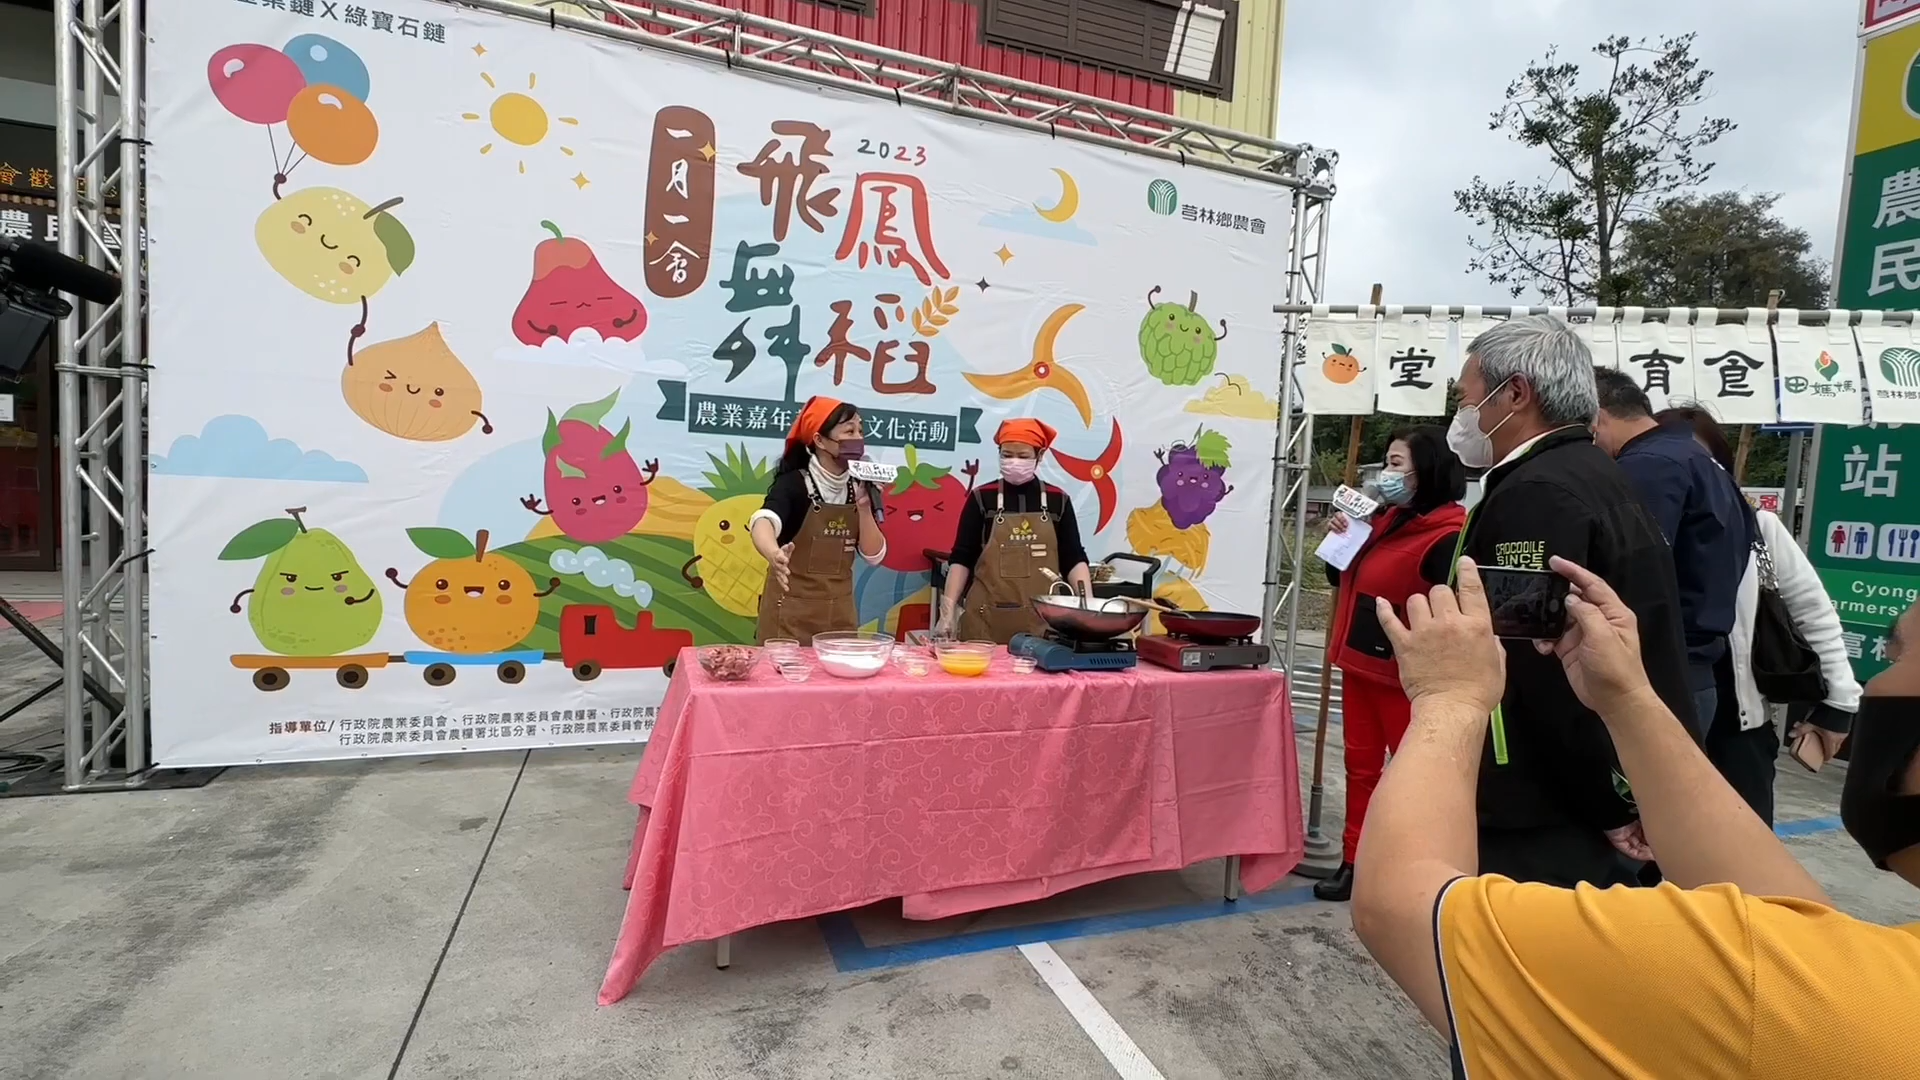 鏈X綠寶石鏈
一月一會
2023
飛鳳
舞稻
農業嘉年
文化活動
芎林鄉農會
指導單位/行政院農業委員會、行政院農業委員會農糧署、行政院農
行政院農業委員會農糧署北區分署、行政院農業委員會桃
會歡
農民
堂
育食
田媽媽
芎林鄉
CROCODILE
SINCE
農民
站
Cyong
armers'
富林